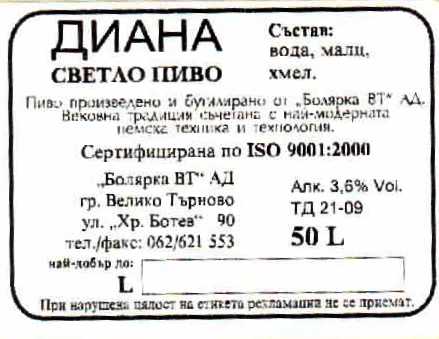 ДИАНА
СВЕТЛО ПИВО
Състав:
вода, малц,
хмел.
Пиво произведено и бутилирано от „Болярка ВТ“ АД.
Вековна традиция съчетана с най-модерната
немска техника и технология.
Сертифицирана по ISO 9001:2000
„Болярка ВТ“ АД
гр. Велико Търново
ул. „Хр. Ботев“ 90
тел./факс: 062/621 553
Алк. 3,6% Vol.
ТД 21-09
50 L
най-добър до:
L
При нарушена цялост на етикета рекламации не се приемат.